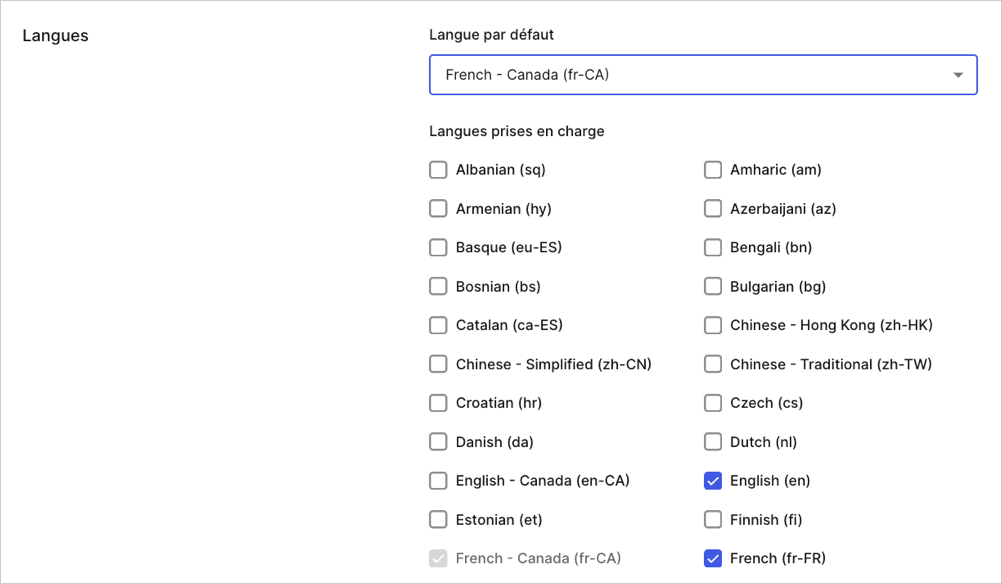 Langues
Langue par défaut
French - Canada (fr-CA)
Langues prises en charge
Albanian (sq)
Amharic (am)
Armenian (hy)
Azerbaijani (az)
Basque (eu-ES)
Bengali (bn)
Bosnian (bs)
Bulgarian (bg)
Catalan (ca-ES)
Chinese - Hong Kong (zh-HK)
Chinese - Simplified (zh-CN)
Chinese - Traditional (zh-TW)
Croatian (hr)
Czech (cs)
Danish (da)
Dutch (nl)
English - Canada (en-CA)
English (en)
Estonian (et)
Finnish (fi)
French - Canada (fr-CA)
French (fr-FR)